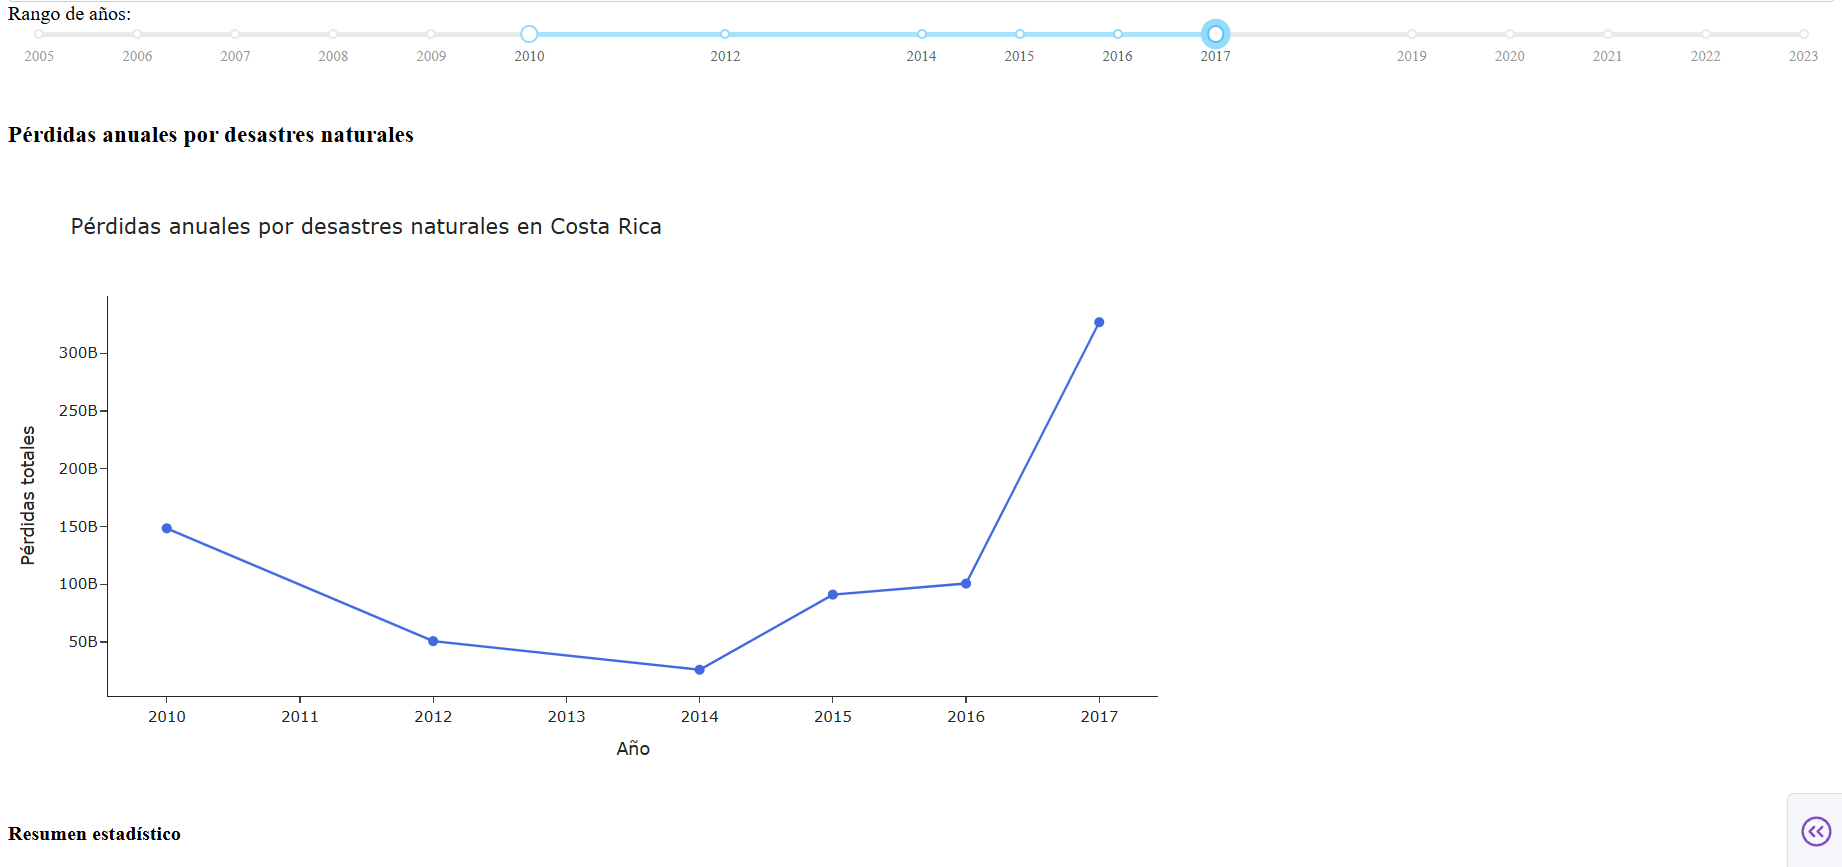 Rango de años:
2005 2006 2007 2008 2009 2010 2012 2014 2015 2016 2017 2019 2020 2021 2022 2023
Pérdidas anuales por desastres naturales
Pérdidas anuales por desastres naturales en Costa Rica
Pérdidas totales
300B
250B
200B
150B
100B
50B
2010 2011 2012 2013 2014 2015 2016 2017
Año
Resumen estadístico